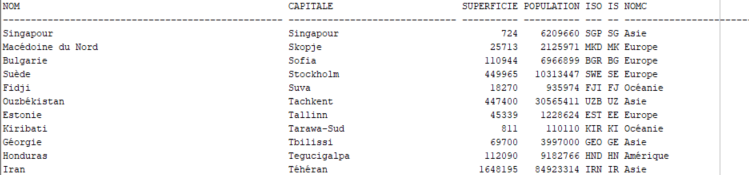 NOM CAPITALE SUPERFICIE POPULATION ISO IS NOMC
Singapour Singapour 724 6209660 SGP SG Asie
Macédoine du Nord Skopje 25713 2125971 MKD MK Europe
Bulgarie Sofia 110944 6966899 BGR BG Europe
Suède Stockholm 449965 10313447 SWE SE Europe
Fidji Suva 18270 935974 FJI FJ Océanie
Ouzbékistan Tachkent 447400 30565411 UZB UZ Asie
Estonie Tallinn 45339 1228624 EST EE Europe
Kiribati Tarawa-Sud 811 110110 KIR KI Océanie
Géorgie Tbilissi 69700 3997000 GEO GE Asie
Honduras Tegucigalpa 112090 9182766 HND HN Amérique
Iran Téhéran 1648195 84923314 IRN IR Asie